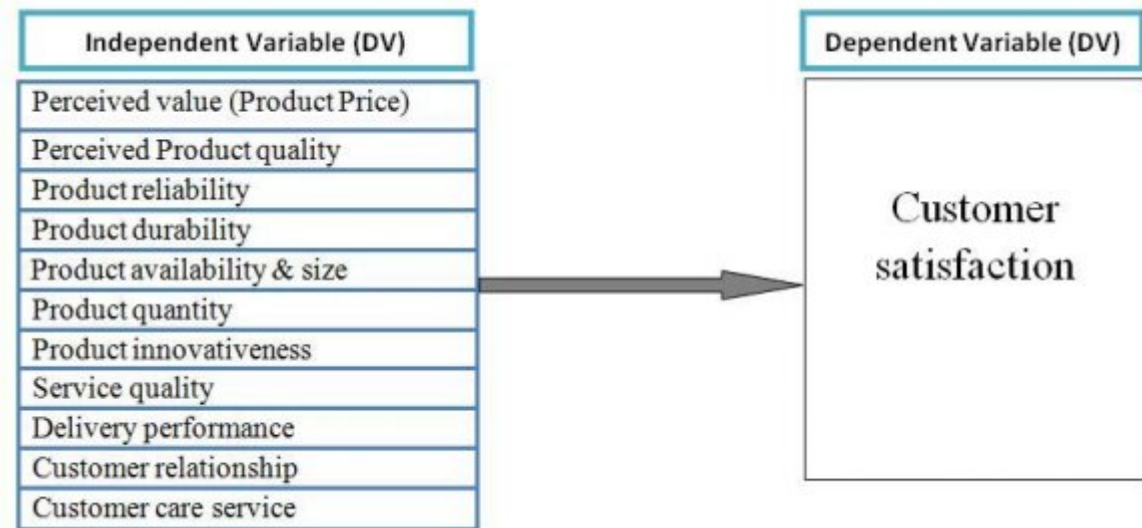 Independent Variable (DV)
Perceived value (Product Price)
Perceived Product quality
Product reliability
Product durability
Product availability & size
Product quantity
Product innovativeness
Service quality
Delivery performance
Customer relationship
Customer care service
Dependent Variable (DV)
Customer
satisfaction